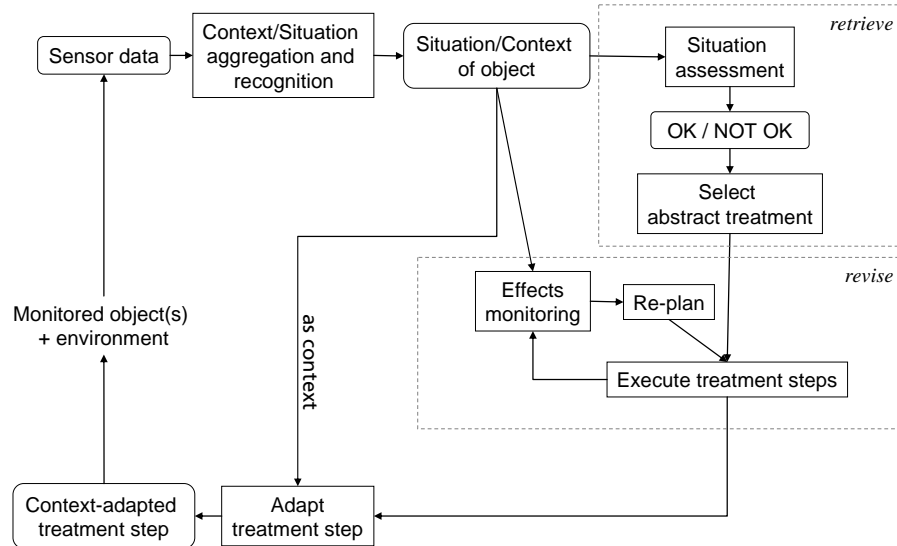 retrieve
Sensor data
Context/Situation
aggregation and
recognition
Situation/Context
of object
Situation
assessment
OK / NOT OK
Select
abstract treatment
revise
Effects
monitoring
Re-plan
Monitored object(s)
+ environment
as context
Execute treatment steps
Context-adapted
treatment step
Adapt
treatment step